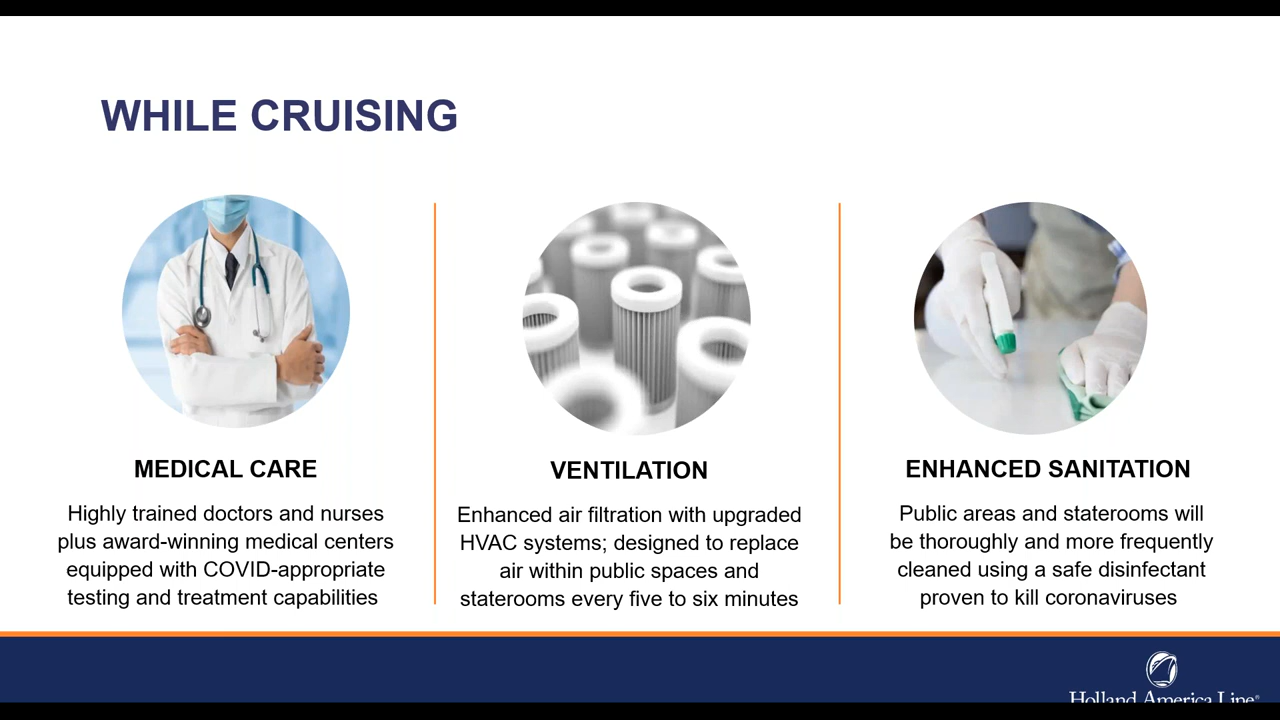 WHILE CRUISING
MEDICAL CARE
Highly trained doctors and nurses
plus award-winning medical centers
equipped with COVID-appropriate
testing and treatment capabilities
VENTILATION
Enhanced air filtration with upgraded
HVAC systems; designed to replace
air within public spaces and
staterooms every five to six minutes
ENHANCED SANITATION
Public areas and staterooms will
be thoroughly and more frequently
cleaned using a safe disinfectant
proven to kill coronaviruses
Holland America Line®